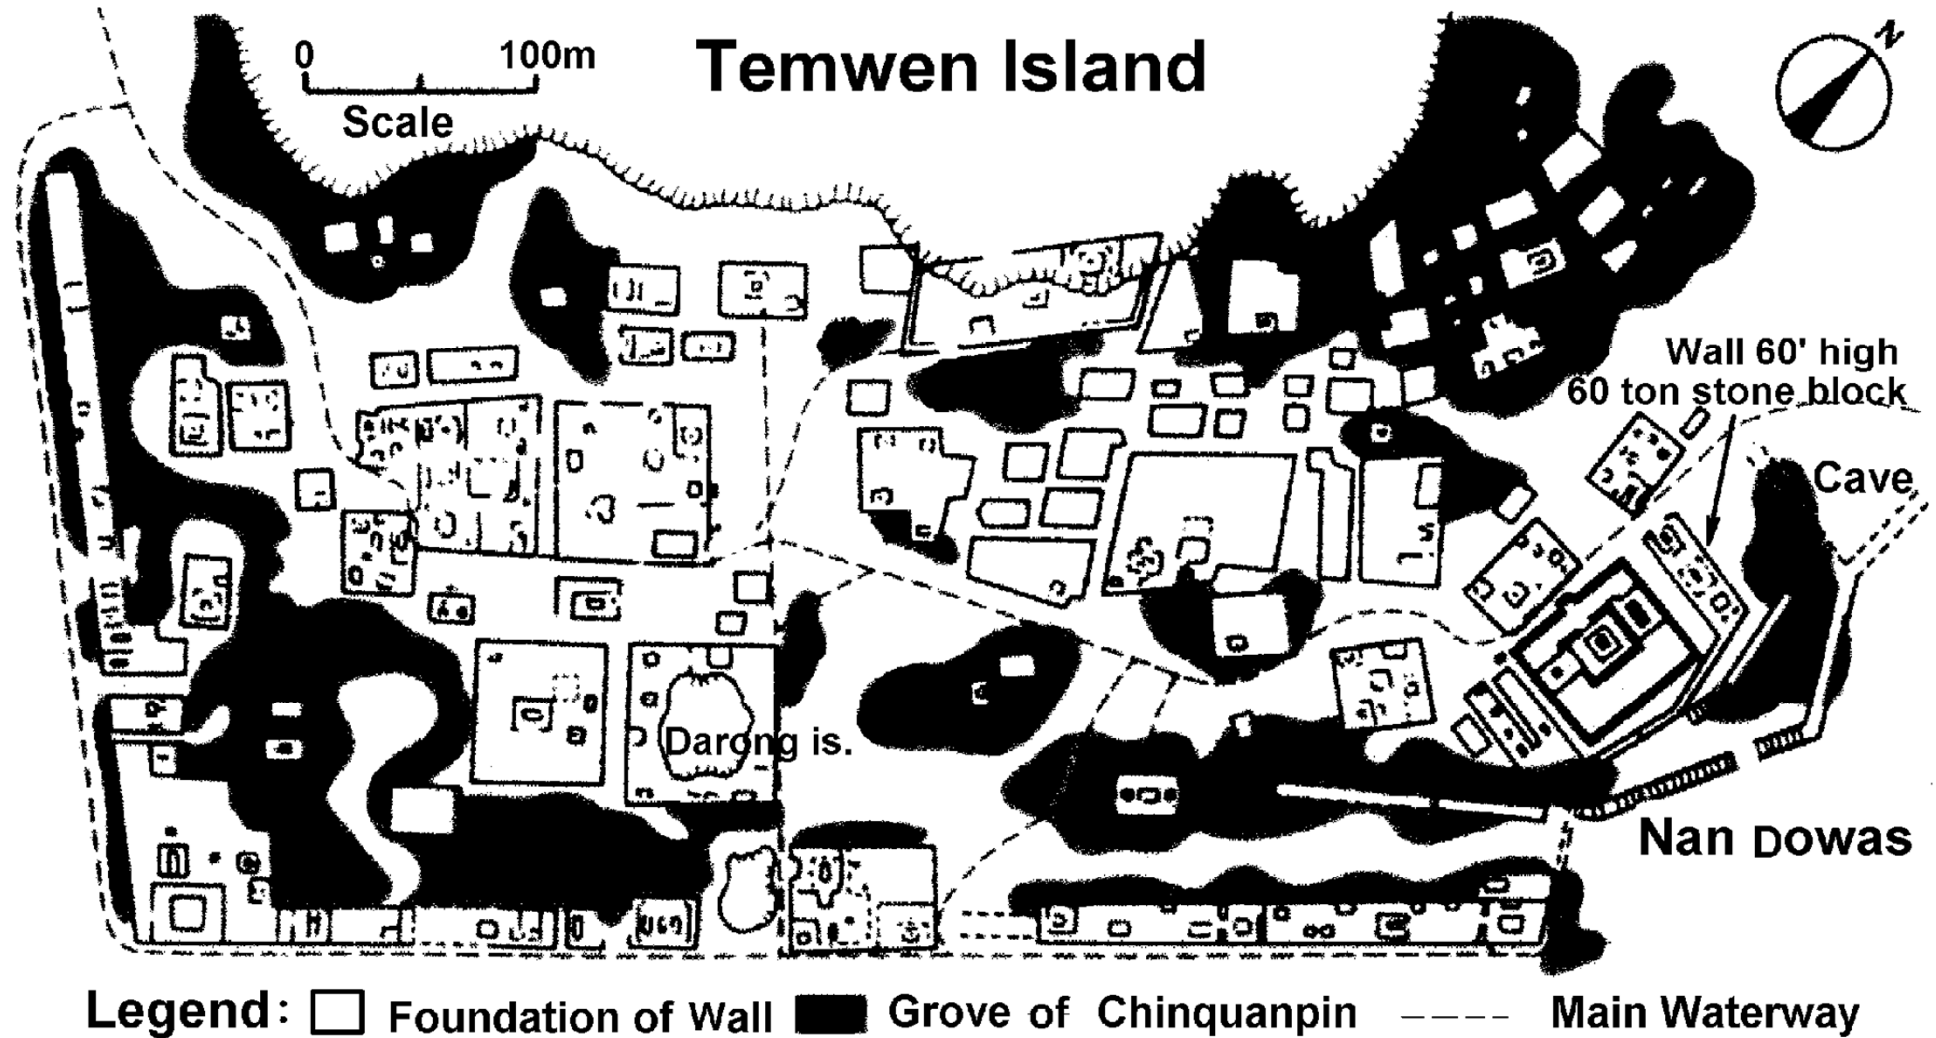 0 100m
Scale
Temwen Island
N
Wall 60' high
60 ton stone block
Cave
Darong is.
Nan Dowas
Legend: Foundation of Wall Grove of Chinquanpin Main Waterway